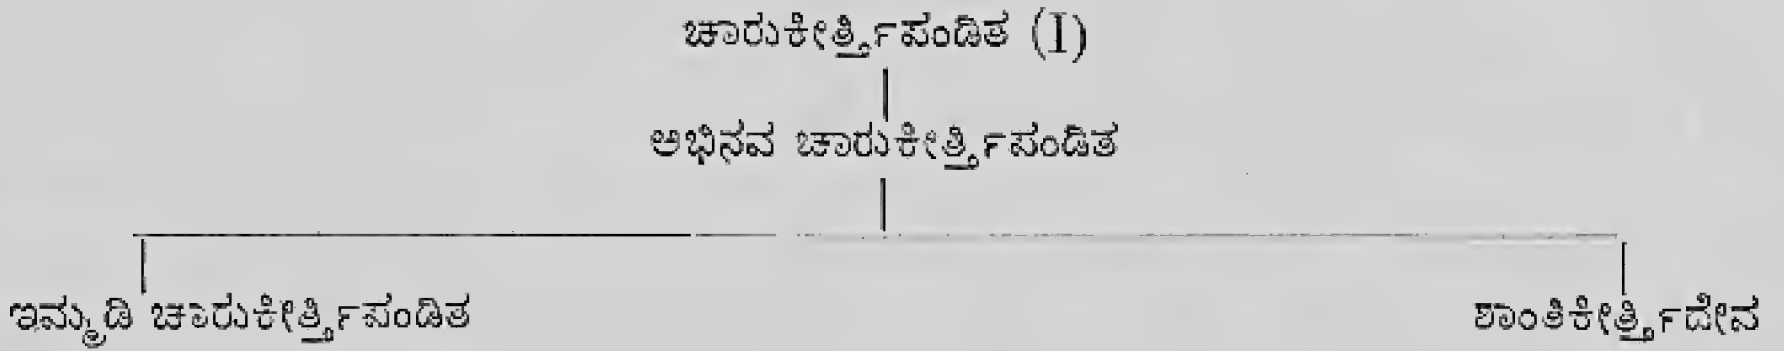 ಚಾರುಕೀರ್ತ್ತಿಪಂಡಿತ (I)
ಅಭಿನವ ಚಾರುಕೀರ್ತ್ತಿಪಂಡಿತ
ಇಮ್ಮಡಿ ಚಾರುಕೀರ್ತ್ತಿಪಂಡಿತ ಶಾಂತಿಕೀರ್ತ್ತಿದೇವ